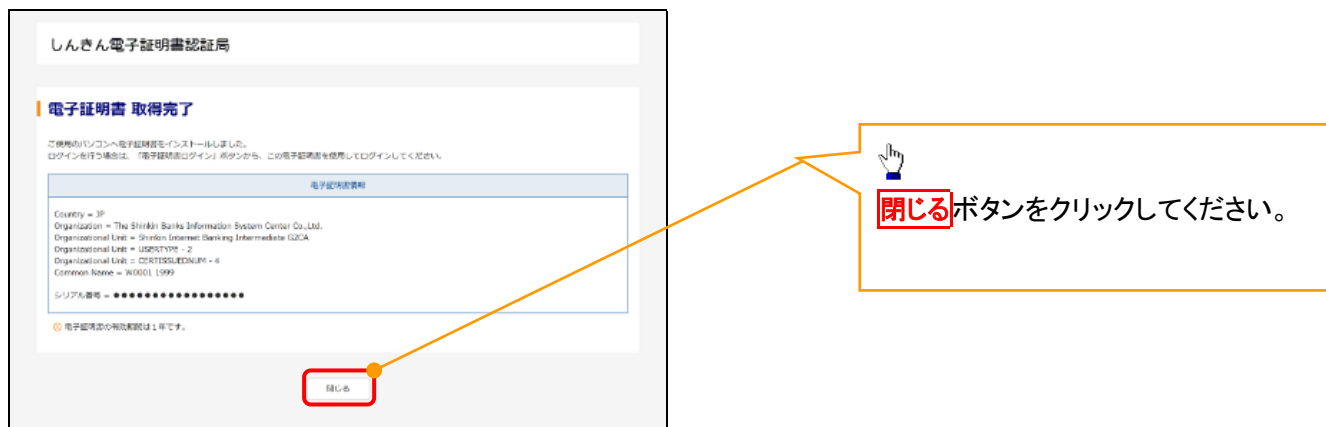 しんきん電子証明書認証局
電子証明書 取得完了
ご使用のパソコンへ電子証明書をインストールしました。
ログインを行う場合は、「電子証明書ログイン」ボタンから、この電子証明書を使用してログインしてください。
電子証明書情報
Country = JP
Organization = The Shinkin Banks Information System Center Co.,Ltd.
Organizational Unit = Shinkin Internet Banking Intermediate G2CA
Organizational Unit = USERTYPE - 2
Organizational Unit = CERTISSUEDNUM - 4
Common Name = W0001 1999
シリアル番号 = ●●●●●●●●●●●●●●●●●
電子証明書の有効期間は1年です。
閉じる
閉じるボタンをクリックしてください。